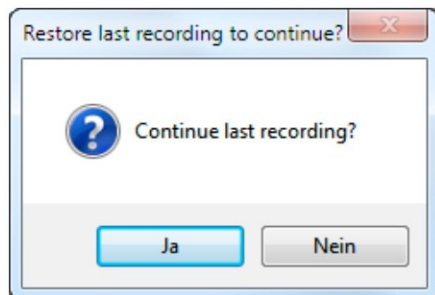 Restore last recording to continue?
Continue last recording?
Ja
Nein